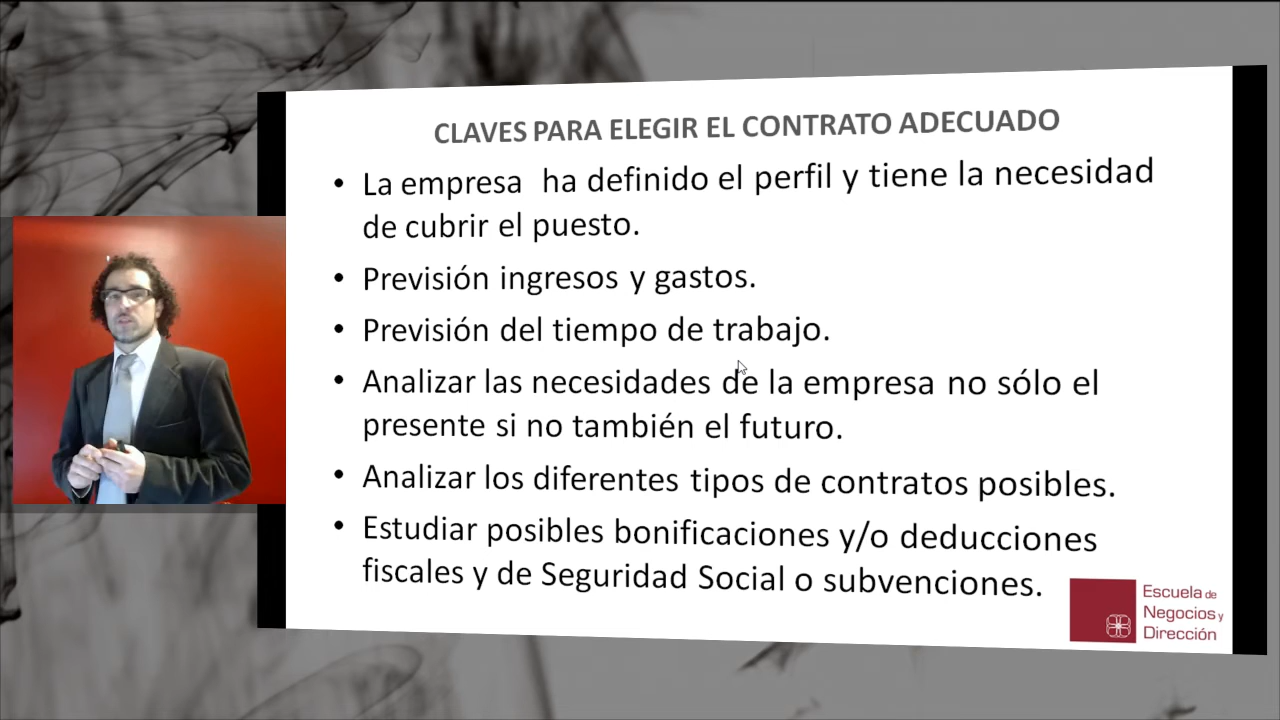 CLAVES PARA ELEGIR EL CONTRATO ADECUADO
• La empresa ha definido el perfil y tiene la necesidad
de cubrir el puesto.
• Previsión ingresos y gastos.
• Previsión del tiempo de trabajo.
• Analizar las necesidades de la empresa no sólo el
presente si no también el futuro.
• Analizar los diferentes tipos de contratos posibles.
• Estudiar posibles bonificaciones y/o deducciones
fiscales y de Seguridad Social o subvenciones.
Escuela de
Negocios y
Dirección